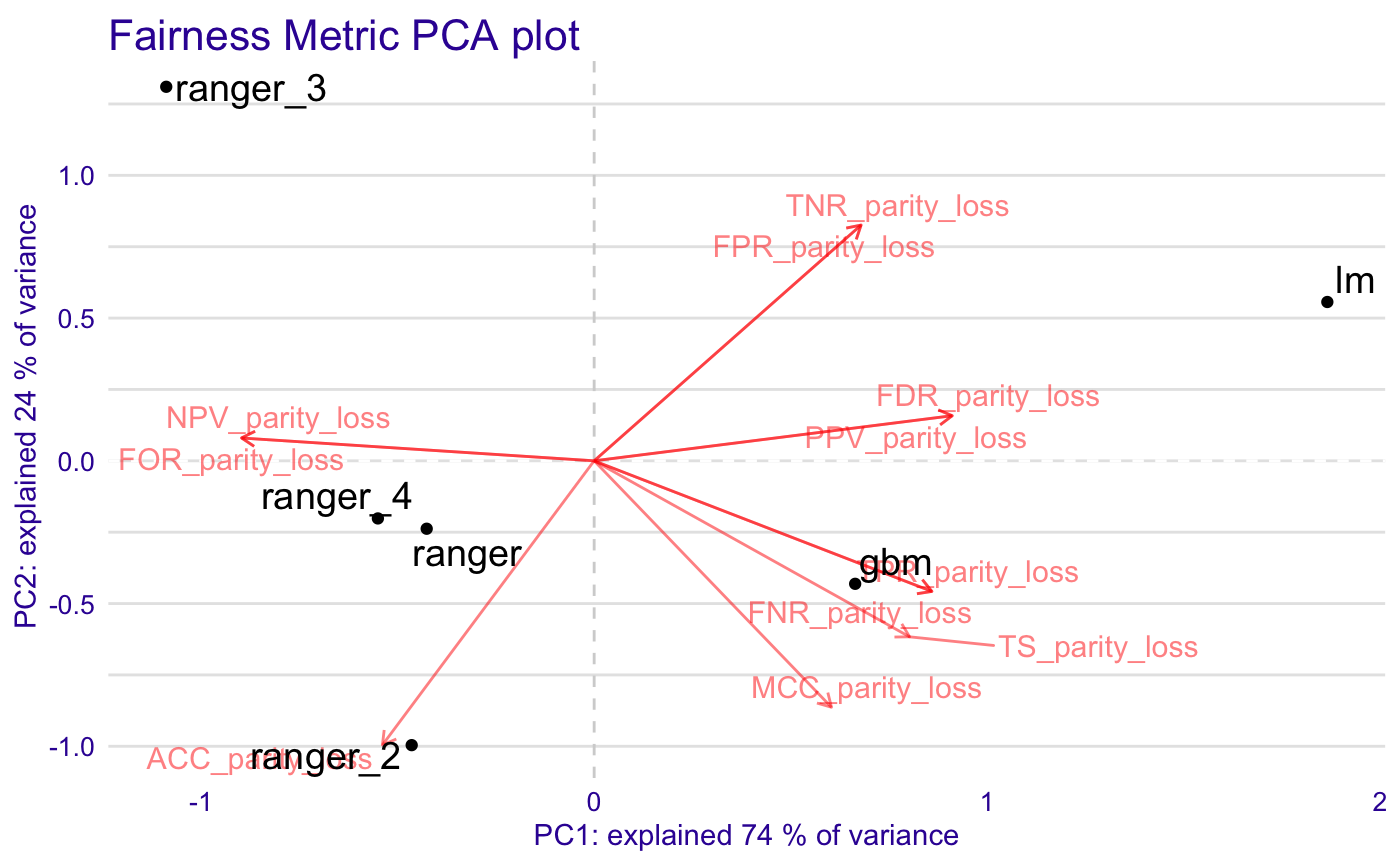 Fairness Metric PCA plot
ranger_3
1.0
TNR_parity_loss
FPR_parity_loss
lm
0.5
FDR_parity_loss
NPV_parity_loss
PPV_parity_loss
0.0
FOR_parity_loss
ranger_4
ranger
gbm
TPR_parity_loss
-0.5
FNR_parity_loss
TS_parity_loss
MCC_parity_loss
-1.0
ACC_parity_loss
ranger_2
-1
0
1
2
PC1: explained 74 % of variance
PC2: explained 24 % of variance